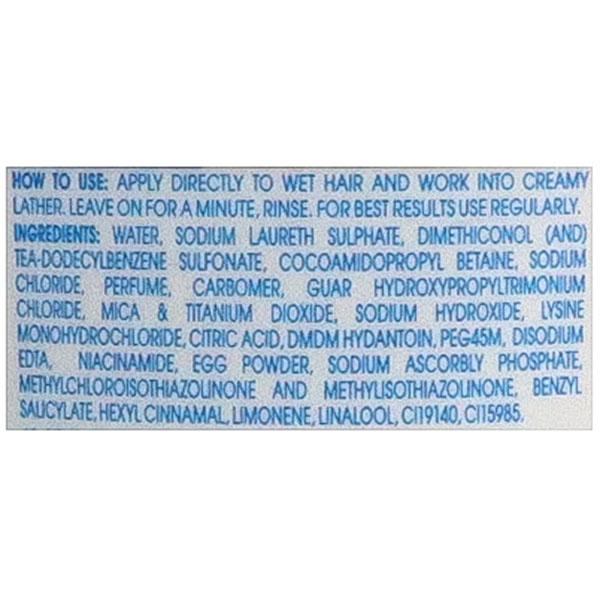 HOW TO USE: APPLY DIRECTLY TO WET HAIR AND WORK INTO CREAMY
LATHER. LEAVE ON FOR A MINUTE, RINSE. FOR BEST RESULTS USE REGULARLY.
INGREDIENTS: WATER, SODIUM LAURETH SULPHATE, DIMETHICONOL (AND)
TEA-DODECYLBENZENE SULFONATE, COCOAMIDOPROPYL BETAINE, SODIUM
CHLORIDE, PERFUME, CARBOMER, GUAR HYDROXYPROPYLTRIMONIUM
CHLORIDE, MICA & TITANIUM DIOXIDE, SODIUM HYDROXIDE, LYSINE
MONOHYDROCHLORIDE, CITRIC ACID, DMDM HYDANTOIN, PEG45M, DISODIUM
EDTA, NIACINAMIDE, EGG POWDER, SODIUM ASCORBLY PHOSPHATE,
METHYLCHLOROISOTHIAZOLINONE AND METHYLISOTHIAZOLINONE, BENZYL
SALICYLATE, HEXYL CINNAMAL, LIMONENE, LINALOOL, CI19140, CI15985.